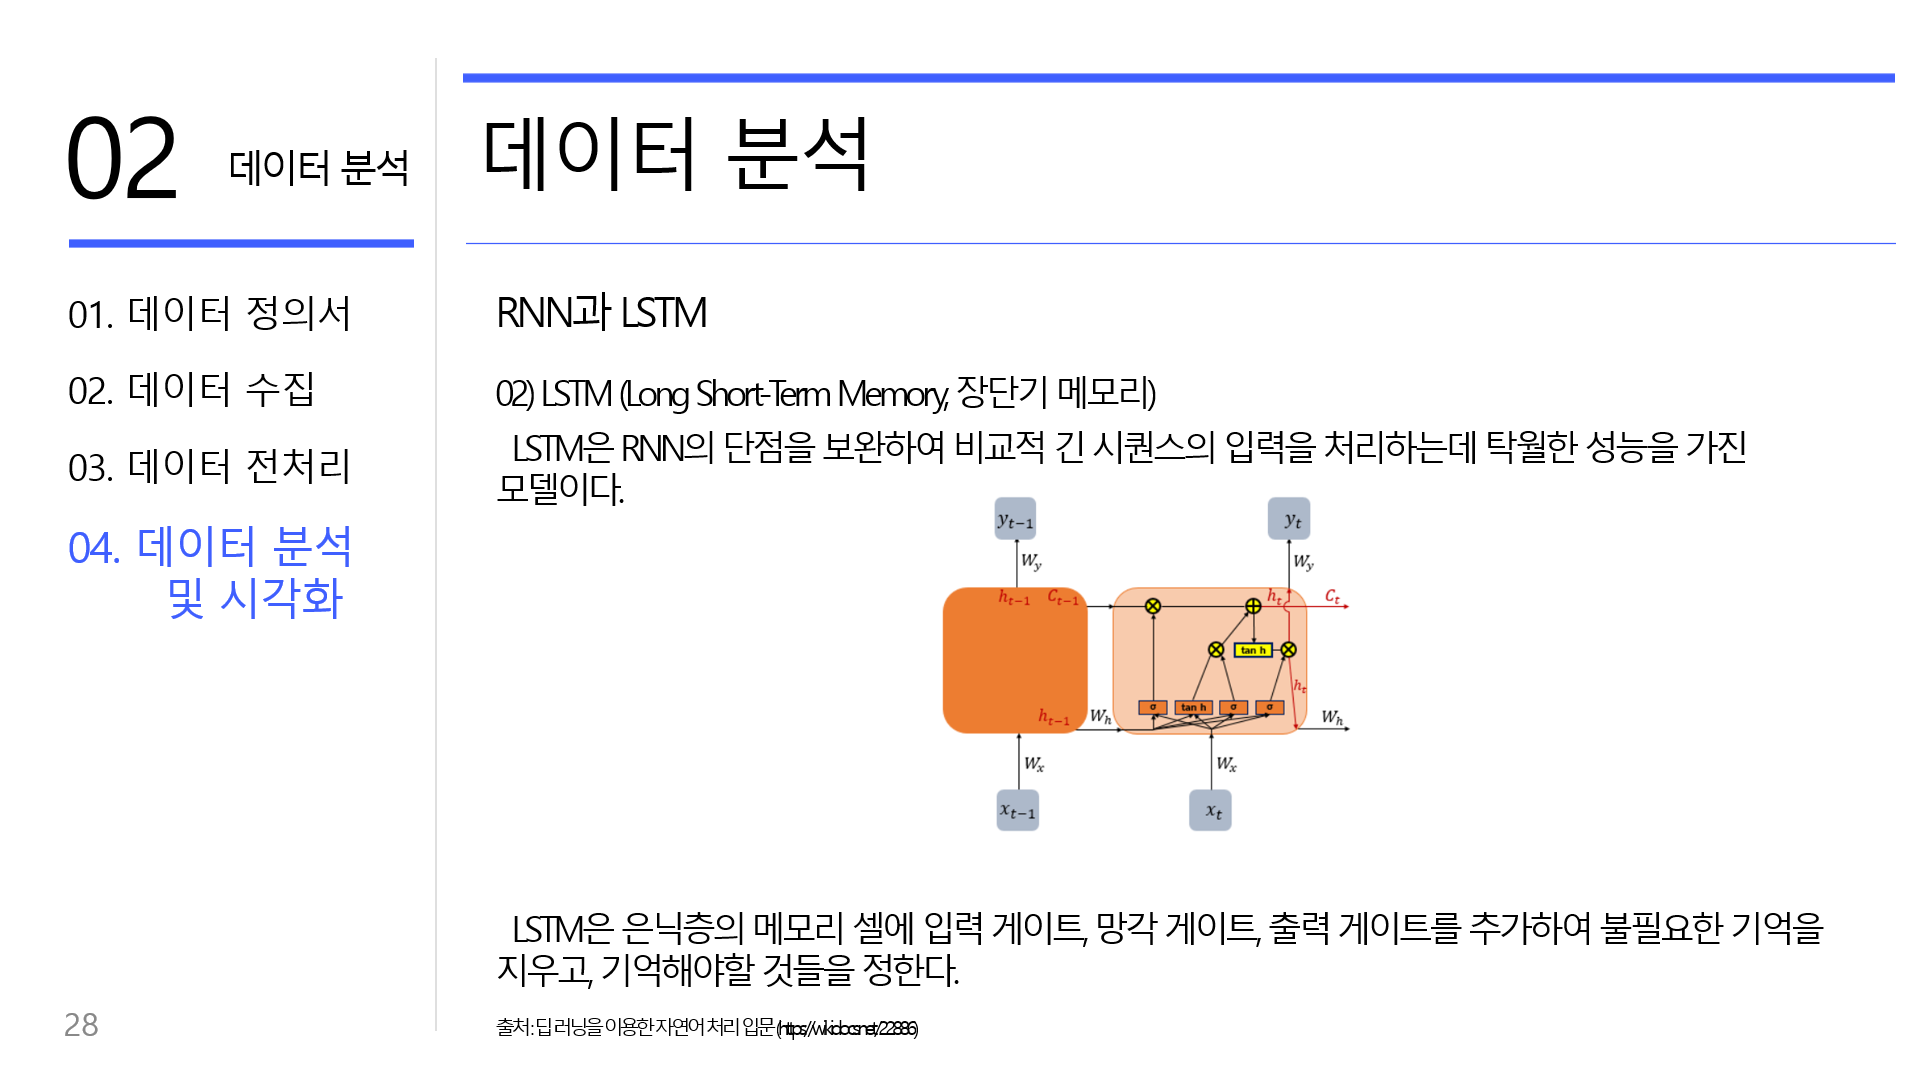 02 데이터 분석
01. 데이터 정의서
02. 데이터 수집
03. 데이터 전처리
04. 데이터 분석
및 시각화
28
데이터 분석
RNN과 LSTM
02) LSTM (Long Short-Term Memory, 장단기 메모리)
LSTM은 RNN의 단점을 보완하여 비교적 긴 시퀀스의 입력을 처리하는데 탁월한 성능을 가진
모델이다.
y_{t-1} y_t
W_y W_y
h_{t-1} C_{t-1} h_t C_t
tan h
h_t
σ tan h σ σ
h_{t-1} W_h W_h
W_x W_x
x_{t-1} x_t
LSTM은 은닉층의 메모리 셀에 입력 게이트, 망각 게이트, 출력 게이트를 추가하여 불필요한 기억을
지우고, 기억해야할 것들을 정한다.
출처 : 딥 러닝을 이용한 자연어 처리 입문 (https://wikidocs.net/22886)